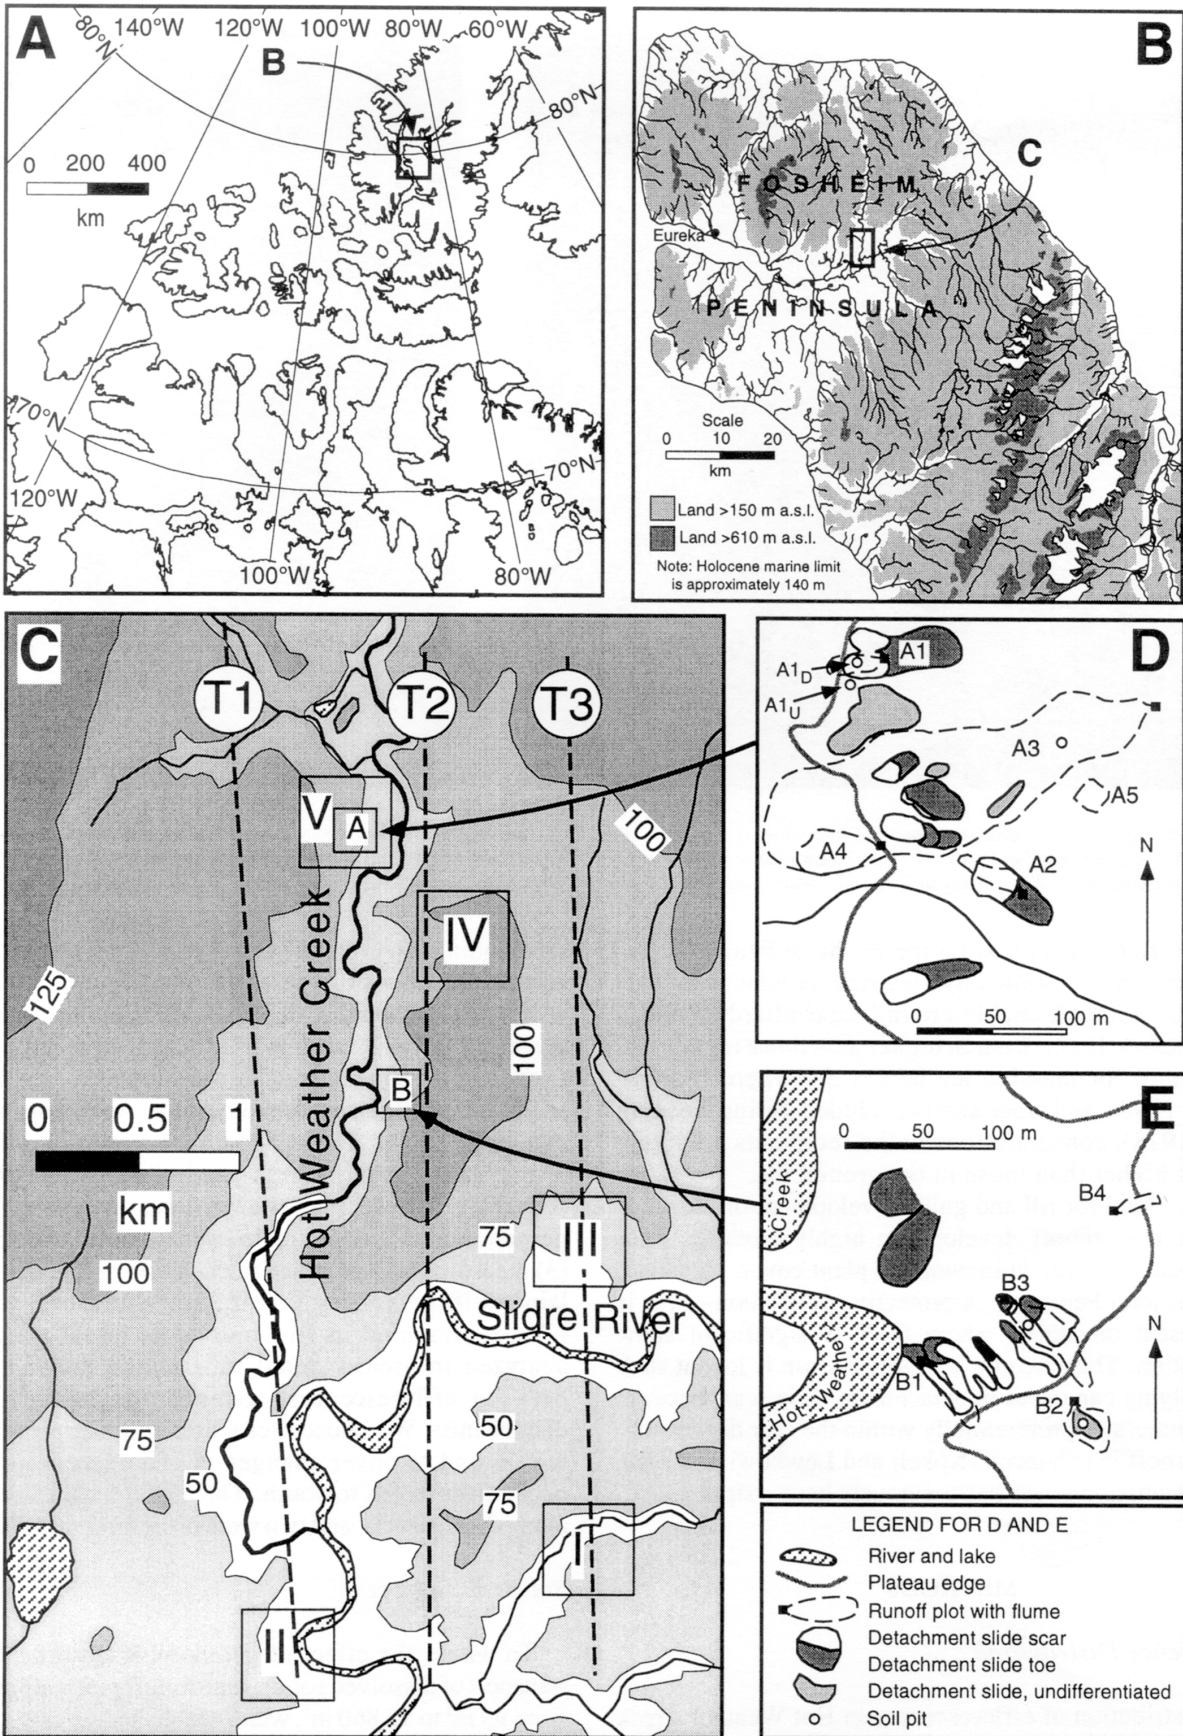 A
80°N
140°W
120°W
100°W
80°W
60°W
B
80°N
0 200 400
km
70°N
70°N
120°W
100°W
80°W
B
C
FOSHEIM
Eureka
PENINSULA
Scale
0 10 20
km
Land >150 m a.s.l.
Land >610 m a.s.l.
Note: Holocene marine limit
is approximately 140 m
C
T1
T2
T3
V
A
100
IV
125
Hot Weather Creek
100
B
0 0.5 1
km
III
75
100
Slidre River
75
50
50
75
I
II
D
A1
A1D
A1U
A3
A5
A4
A2
N
0 50 100 m
E
0 50 100 m
Creek
B4
B3
N
Hot Weather
B1
B2
LEGEND FOR D AND E
River and lake
Plateau edge
Runoff plot with flume
Detachment slide scar
Detachment slide toe
Detachment slide, undifferentiated
Soil pit